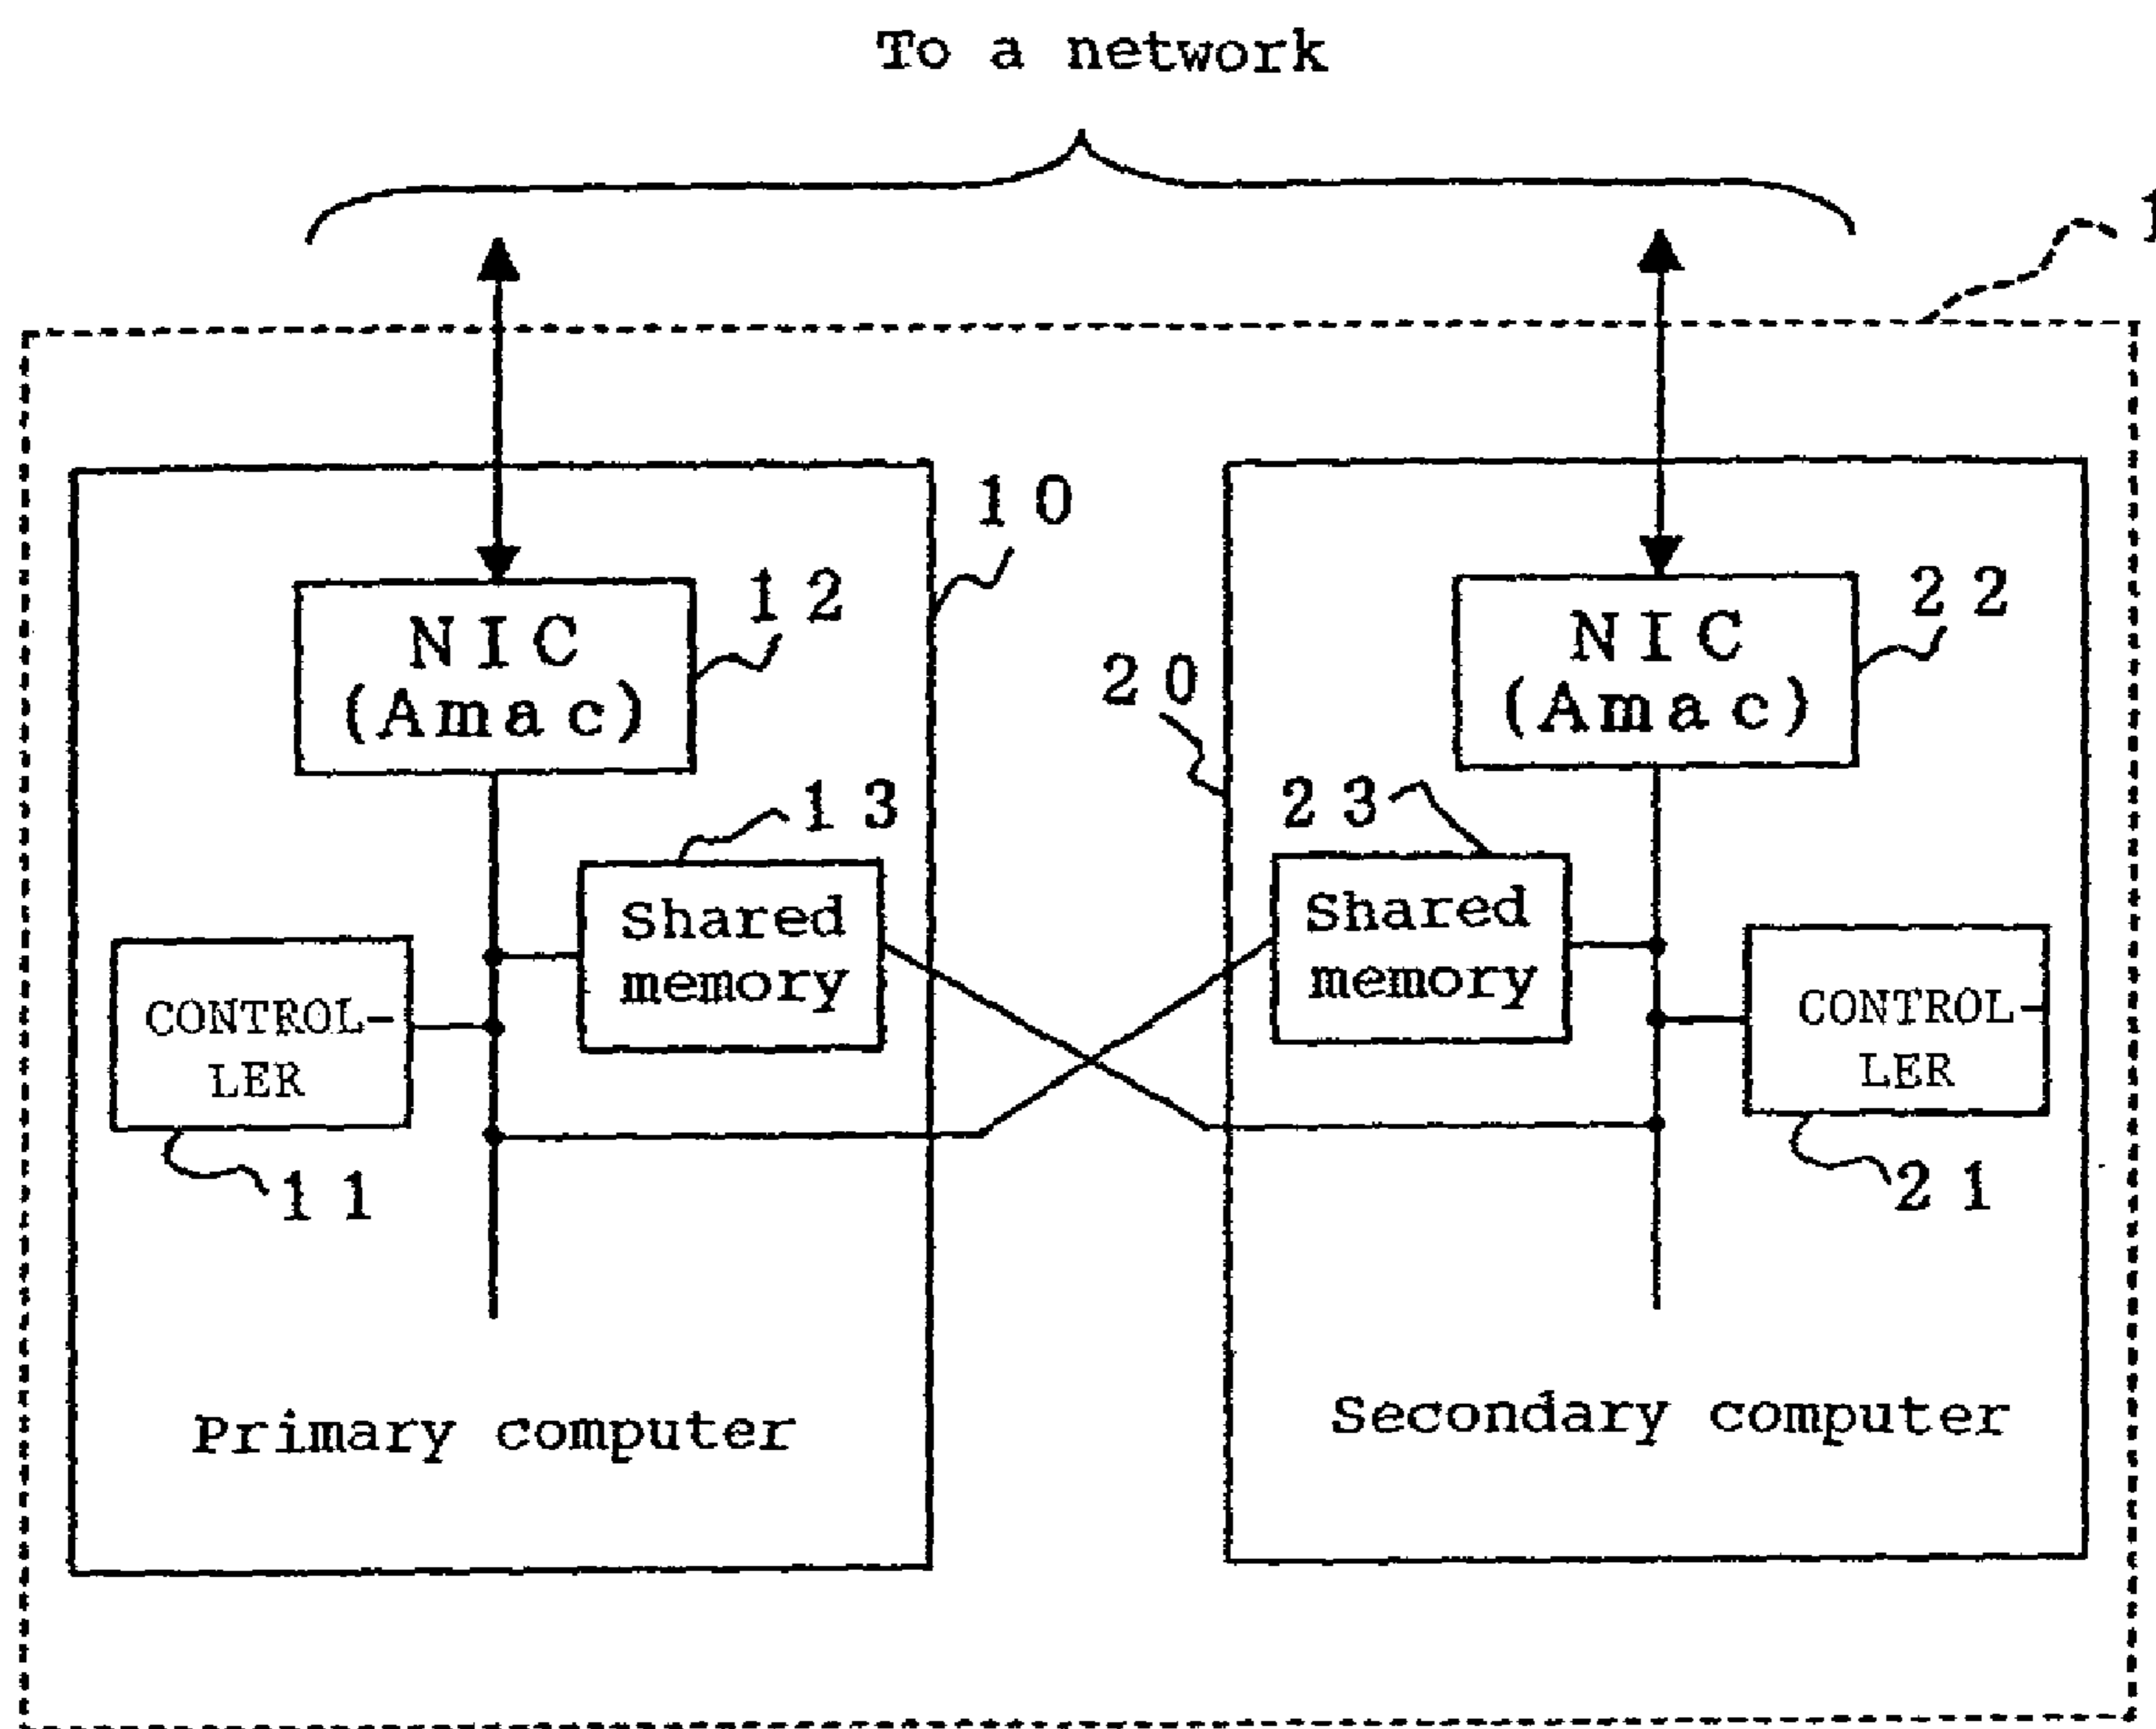 To a network
1
10
12
NIC
(Amac)
22
NIC
(Amac)
20
13
23
Shared
memory
Shared
memory
CONTROL-
LER
CONTROL-
LER
11
21
Primary computer
Secondary computer